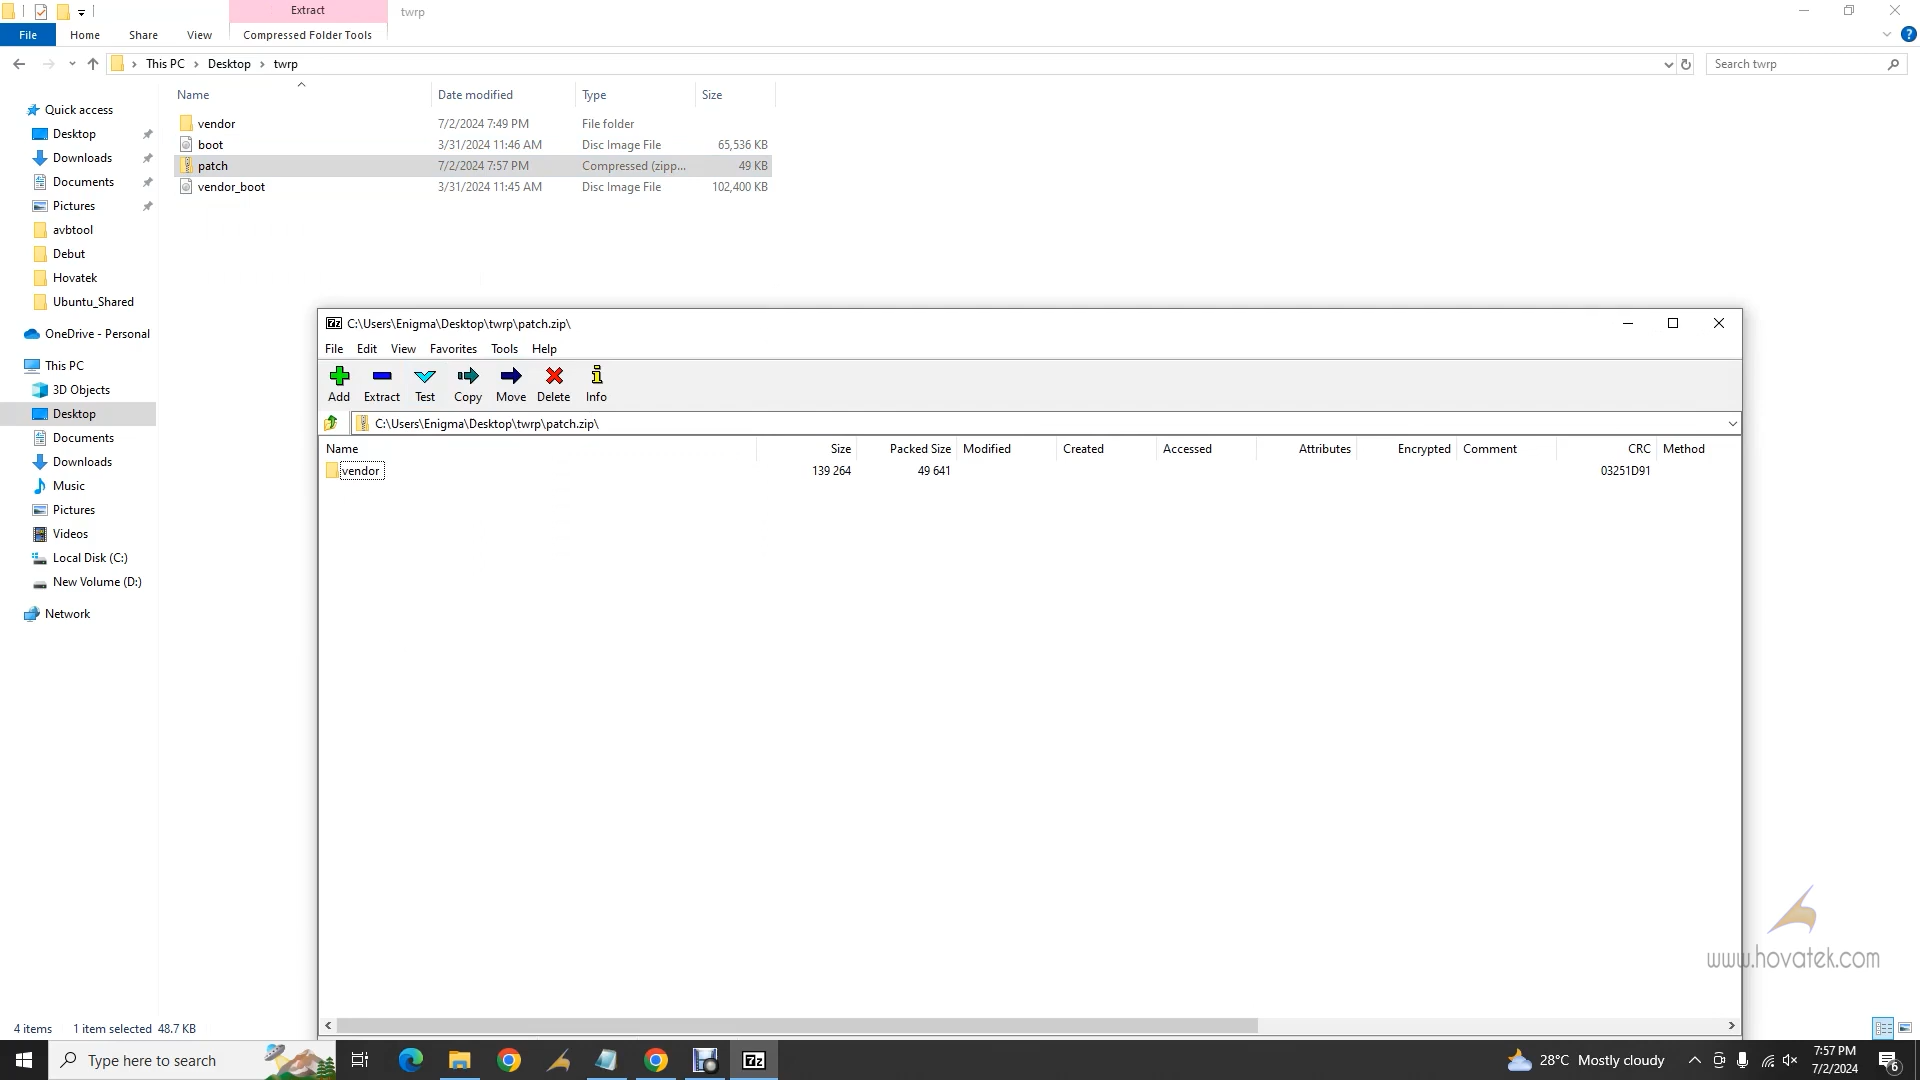 Extract
twrp
File
Home
Share
View
Compressed Folder Tools
This PC
Desktop
twrp
Search twrp
Name
Date modified
Type
Size
Quick access
Desktop
Downloads
Documents
Pictures
avbtool
Debut
Hovatek
Ubuntu_Shared
OneDrive - Personal
This PC
3D Objects
Desktop
Documents
Downloads
Music
Pictures
Videos
Local Disk (C:)
New Volume (D:)
Network
vendor 7/2/2024 7:49 PM File folder
boot 3/31/2024 11:46 AM Disc Image File 65,536 KB
patch 7/2/2024 7:57 PM Compressed (zipp... 49 KB
vendor_boot 3/31/2024 11:45 AM Disc Image File 102,400 KB
7z C:\Users\Enigma\Desktop\twrp\patch.zip\
File Edit View Favorites Tools Help
Add Extract Test Copy Move Delete Info
C:\Users\Enigma\Desktop\twrp\patch.zip\
Name Size Packed Size Modified Created Accessed Attributes Encrypted Comment CRC Method
vendor 139 264 49 641 03251D91
www.hovatek.com
4 items 1 item selected 48.7 KB
Type here to search
7z
28°C Mostly cloudy
7:57 PM
7/2/2024
6